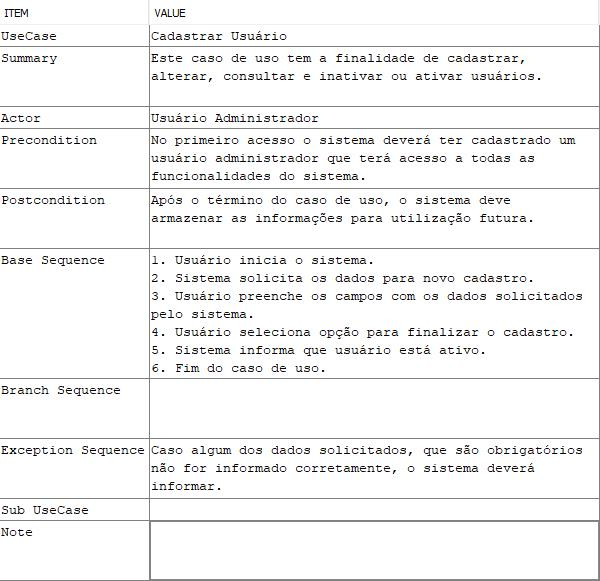 ITEM VALUE
UseCase Cadastrar Usuário
Summary Este caso de uso tem a finalidade de cadastrar,
alterar, consultar e inativar ou ativar usuários.
Actor Usuário Administrador
Precondition No primeiro acesso o sistema deverá ter cadastrado um
usuário administrador que terá acesso a todas as
funcionalidades do sistema.
Postcondition Após o término do caso de uso, o sistema deve
armazenar as informações para utilização futura.
Base Sequence 1. Usuário inicia o sistema.
2. Sistema solicita os dados para novo cadastro.
3. Usuário preenche os campos com os dados solicitados
pelo sistema.
4. Usuário seleciona opção para finalizar o cadastro.
5. Sistema informa que usuário está ativo.
6. Fim do caso de uso.
Branch Sequence
Exception Sequence Caso algum dos dados solicitados, que são obrigatórios
não for informado corretamente, o sistema deverá
informar.
Sub UseCase
Note